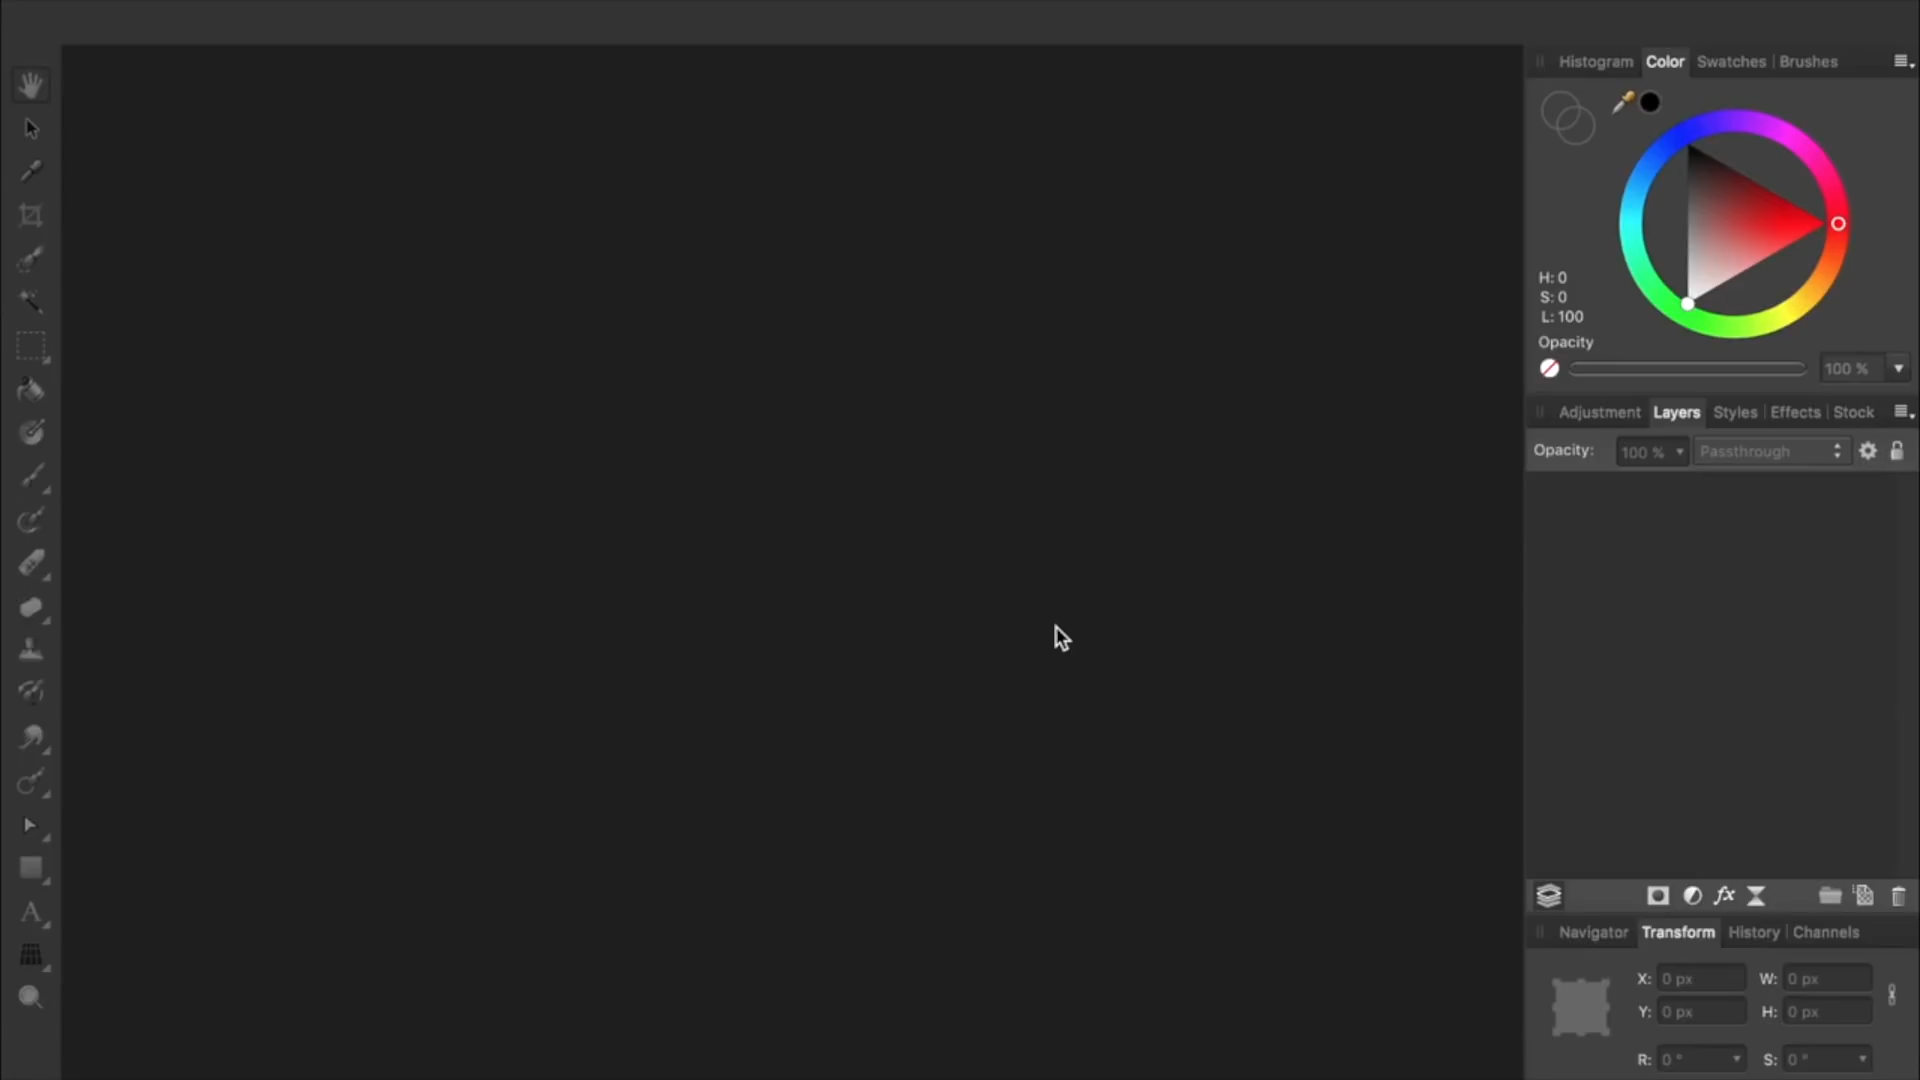 Histogram Color Swatches Brushes
H: 0
S: 0
L: 100
Opacity
100 %
Adjustment Layers Styles Effects Stock
Opacity: 100 % Passthrough
fx
Navigator Transform History Channels
X: 0 px W: 0 px
Y: 0 px H: 0 px
R: 0 ° S: 0 °
A